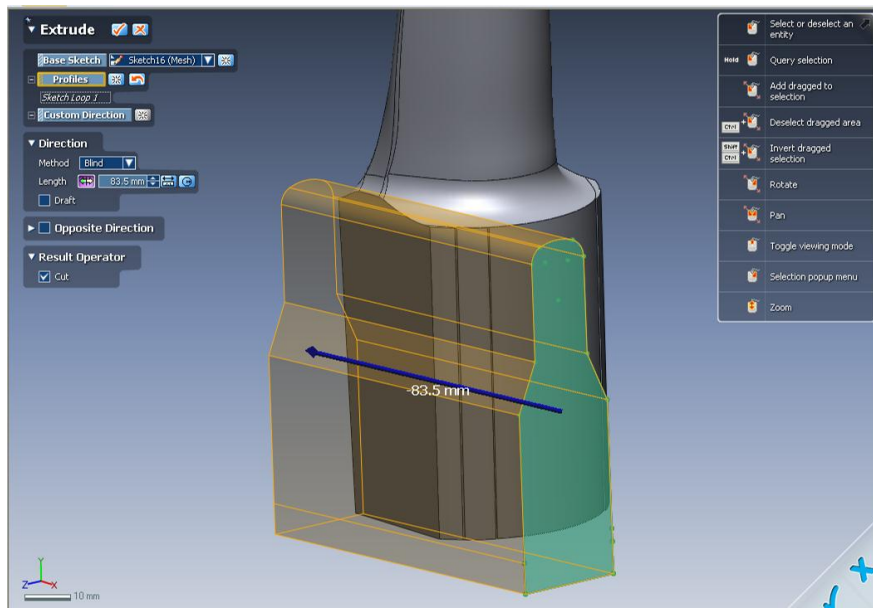 Extrude
Base Sketch Sketch16 (Mesh)
Profiles
Sketch Loop 1
Custom Direction
Direction
Method Blind
Length 83.5 mm
Draft
Opposite Direction
Result Operator
Cut
-83.5 mm
Select or deselect an
entity
Hold Query selection
Add dragged to
selection
Ctrl + Deselect dragged area
Shift
Ctrl + Invert dragged
selection
Rotate
Pan
Toggle viewing mode
Selection popup menu
Zoom
Y
Z X
10 mm